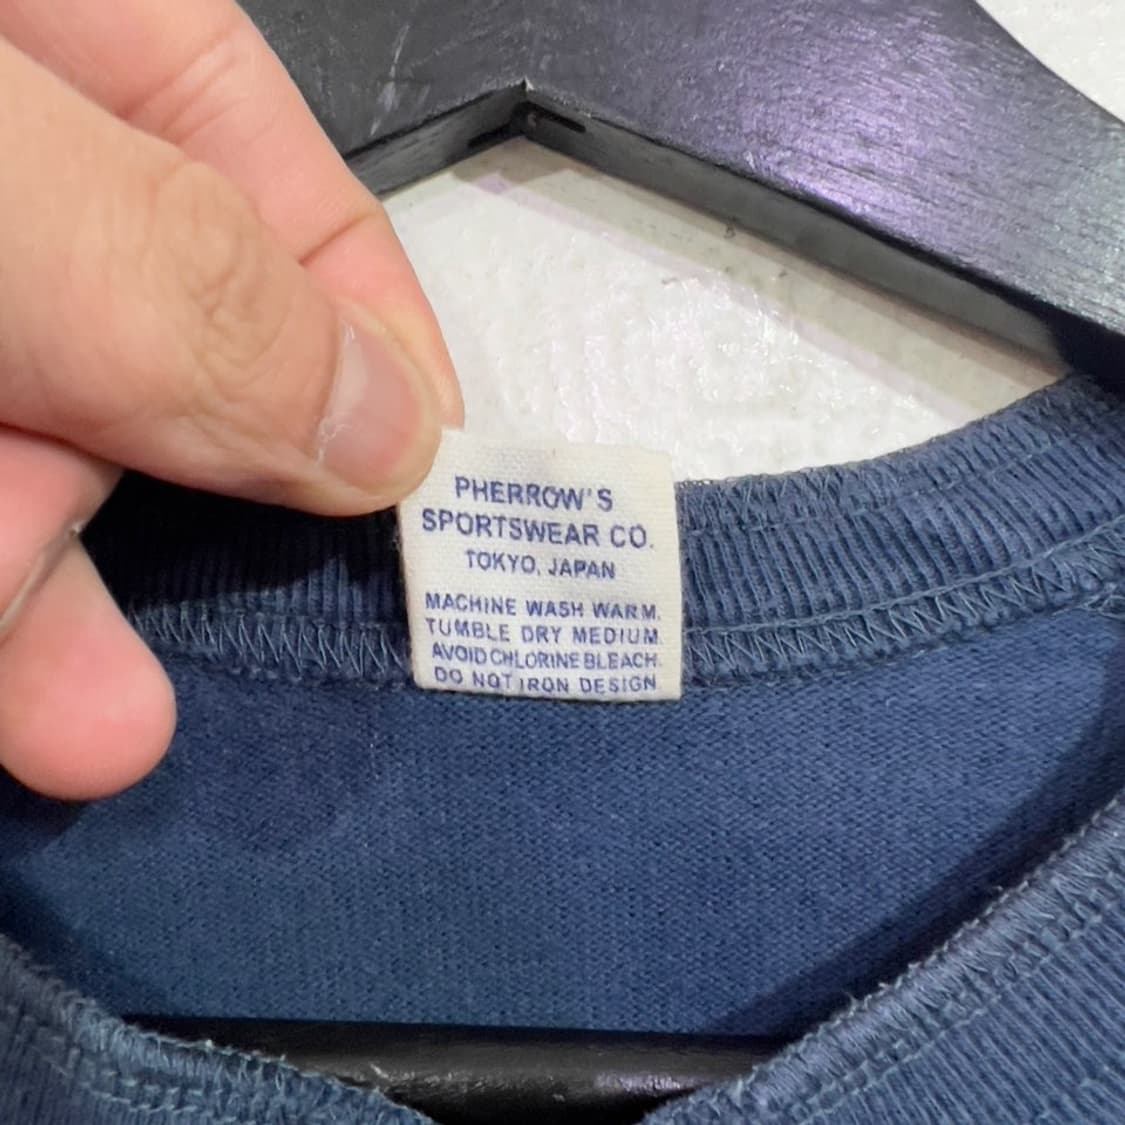 PHERROW'S
SPORTSWEAR CO.
TOKYO, JAPAN
MACHINE WASH WARM.
TUMBLE DRY MEDIUM.
AVOID CHLORINE BLEACH.
DO NOT IRON DESIGN